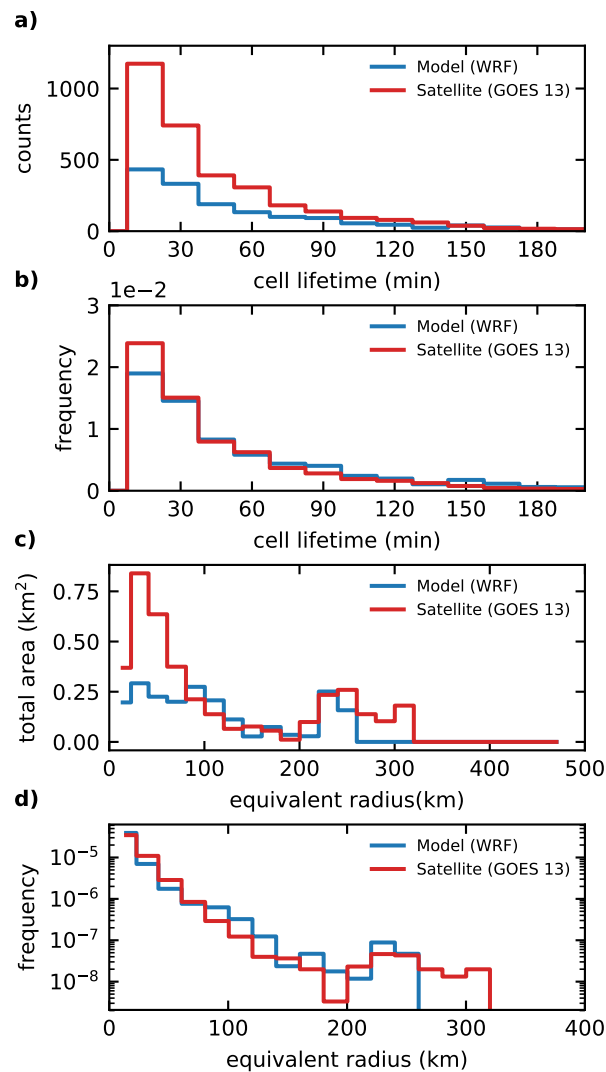 a)
1000
500
0
counts
Model (WRF)
Satellite (GOES 13)
0 30 60 90 120 150 180
cell lifetime (min)
b)
1e−2
3
2
1
0
frequency
Model (WRF)
Satellite (GOES 13)
0 30 60 90 120 150 180
cell lifetime (min)
c)
0.75
0.50
0.25
0.00
total area (km²)
Model (WRF)
Satellite (GOES 13)
0 100 200 300 400 500
equivalent radius(km)
d)
10⁻⁵
10⁻⁶
10⁻⁷
10⁻⁸
frequency
Model (WRF)
Satellite (GOES 13)
0 100 200 300 400
equivalent radius (km)